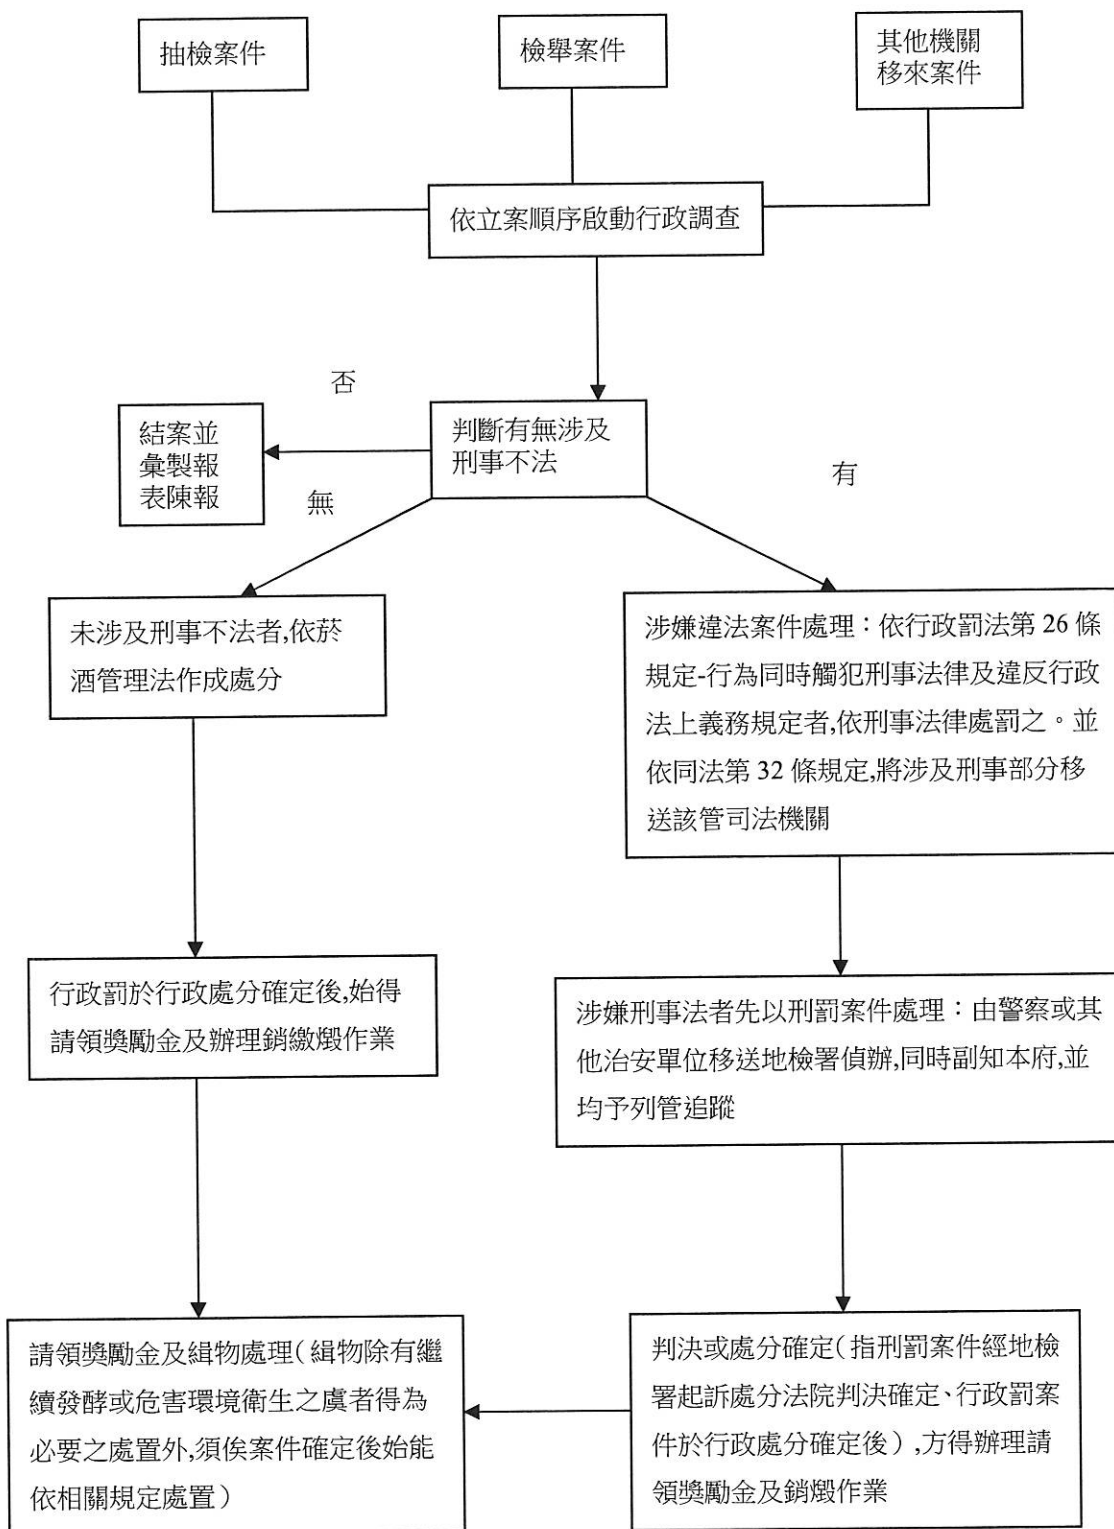 抽檢案件
檢舉案件
其他機關
移來案件
依立案順序啟動行政調查
否
結案並
彙製報
表陳報
判斷有無涉及
刑事不法
無
有
未涉及刑事不法者,依菸
酒管理法作成處分
涉嫌違法案件處理：依行政罰法第 26 條
規定-行為同時觸犯刑事法律及違反行政
法上義務規定者,依刑事法律處罰之。並
依同法第 32 條規定,將涉及刑事部分移
送該管司法機關
行政罰於行政處分確定後,始得
請領獎勵金及辦理銷繳燬作業
涉嫌刑事法者先以刑罰案件處理：由警察或其
他治安單位移送地檢署偵辦,同時副知本府,並
均予列管追蹤
請領獎勵金及緝物處理（緝物除有繼
續發酵或危害環境衛生之虞者得為
必要之處置外,須俟案件確定後始能
依相關規定處置）
判決或處分確定（指刑罰案件經地檢
署起訴處分法院判決確定、行政罰案
件於行政處分確定後）,方得辦理請
領獎勵金及銷燬作業